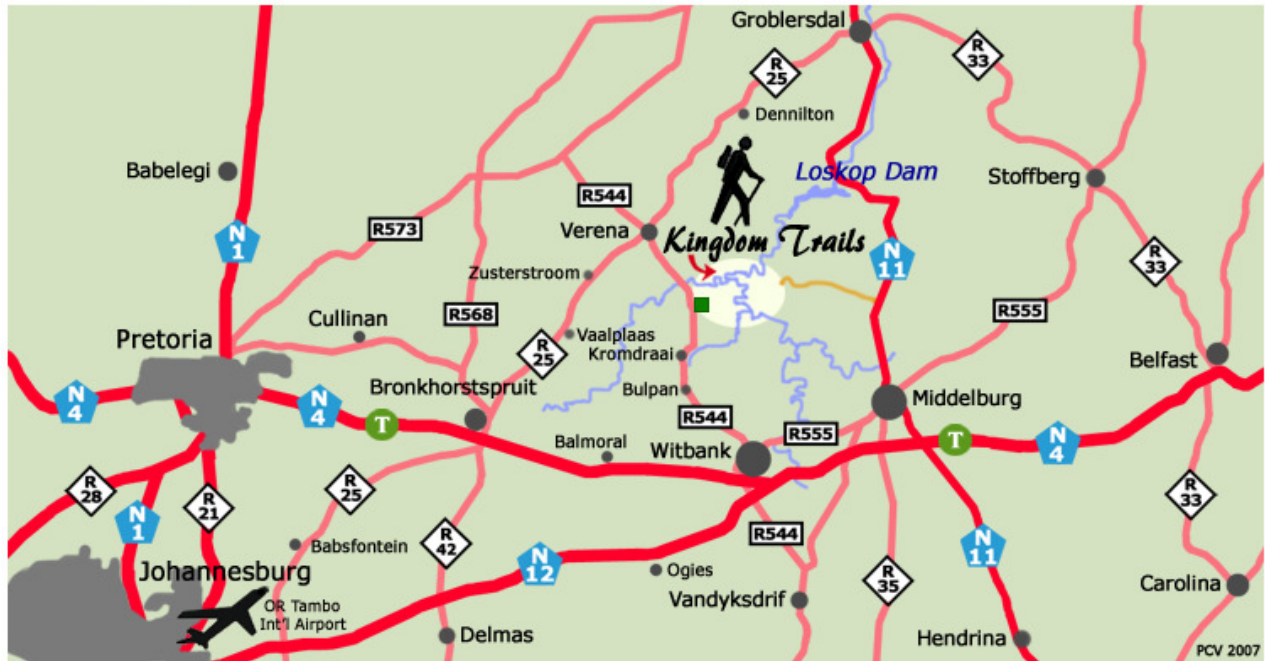 Groblersdal
R
25
R
33
Dennilton
Babelegi
Loskop Dam
Stoffberg
R544
R573
Verena
Kingdom Trails
N
1
N
11
R
33
Zusterstroom
R568
R555
Cullinan
Vaalplaas
Pretoria
R
25
Kromdraai
Belfast
Bronkhorstspruit
Bulpan
N
4
N
4
Middelburg
T
R544
R555
T
N
4
Balmoral
Witbank
R
28
R
25
R
33
R
21
N
1
R544
Babsfontein
R
42
N
11
N
12
Johannesburg
Ogies
R
35
Carolina
OR Tambo
Int'l Airport
Vandyksdrif
Delmas
Hendrina
PCV 2007